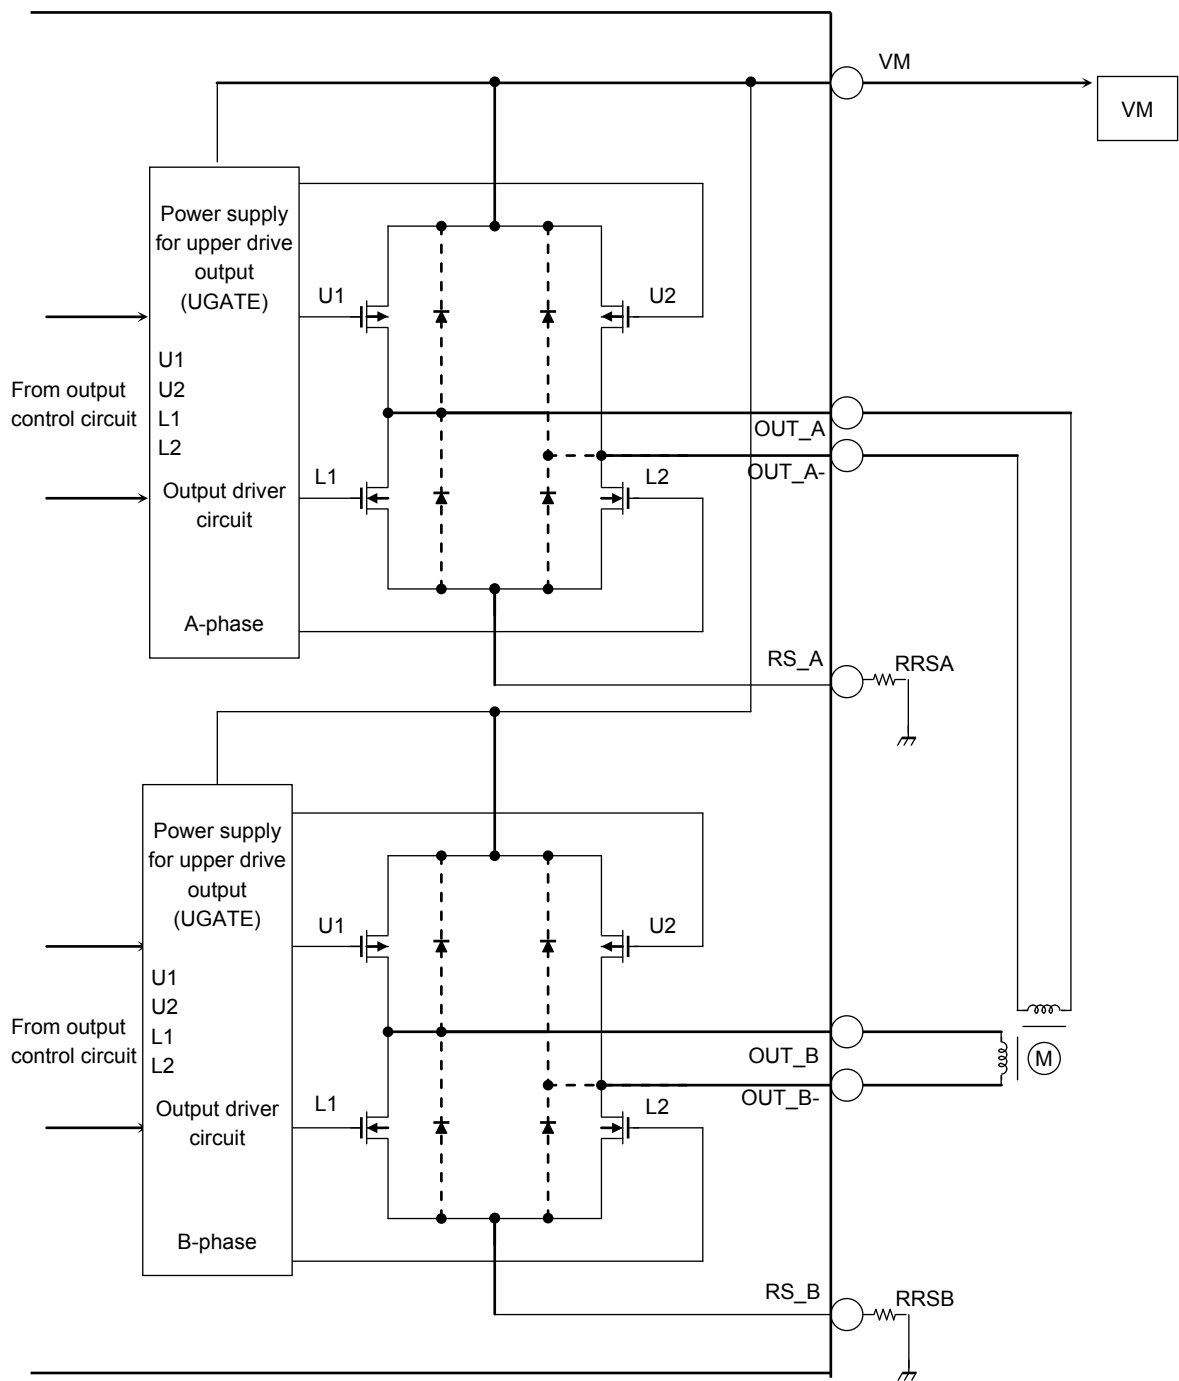 VM
VM
Power supply
for upper drive
output
(UGATE)
U1
U2
U1
U2
L1
L2
From output
control circuit
OUT_A
OUT_A-
L1
L2
Output driver
circuit
A-phase
RS_A
RRSA
Power supply
for upper drive
output
(UGATE)
U1
U2
U1
U2
L1
L2
From output
control circuit
OUT_B
OUT_B-
M
L1
L2
Output driver
circuit
B-phase
RS_B
RRSB